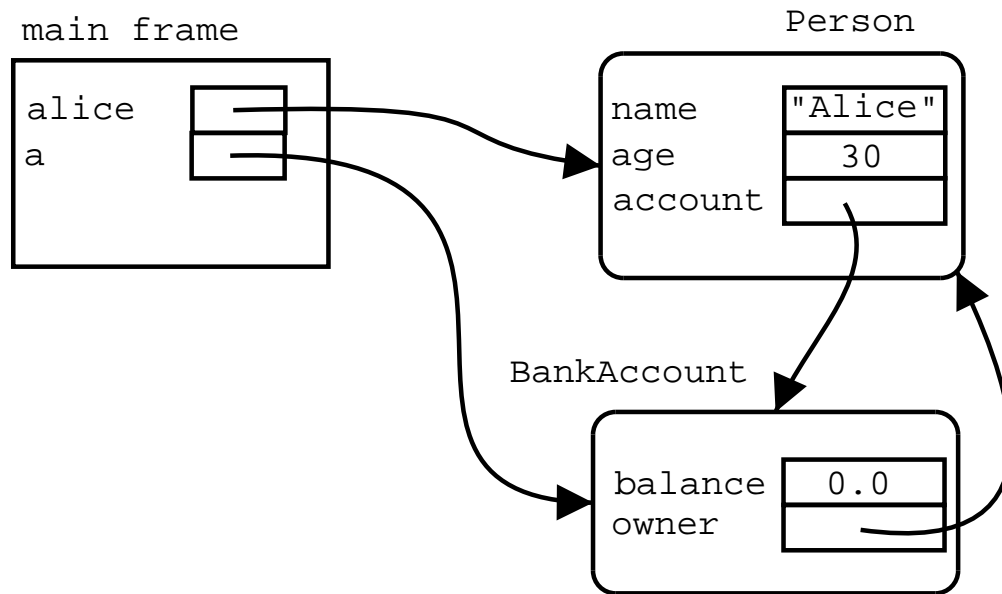 main frame
alice
a
Person
name "Alice"
age 30
account
BankAccount
balance 0.0
owner